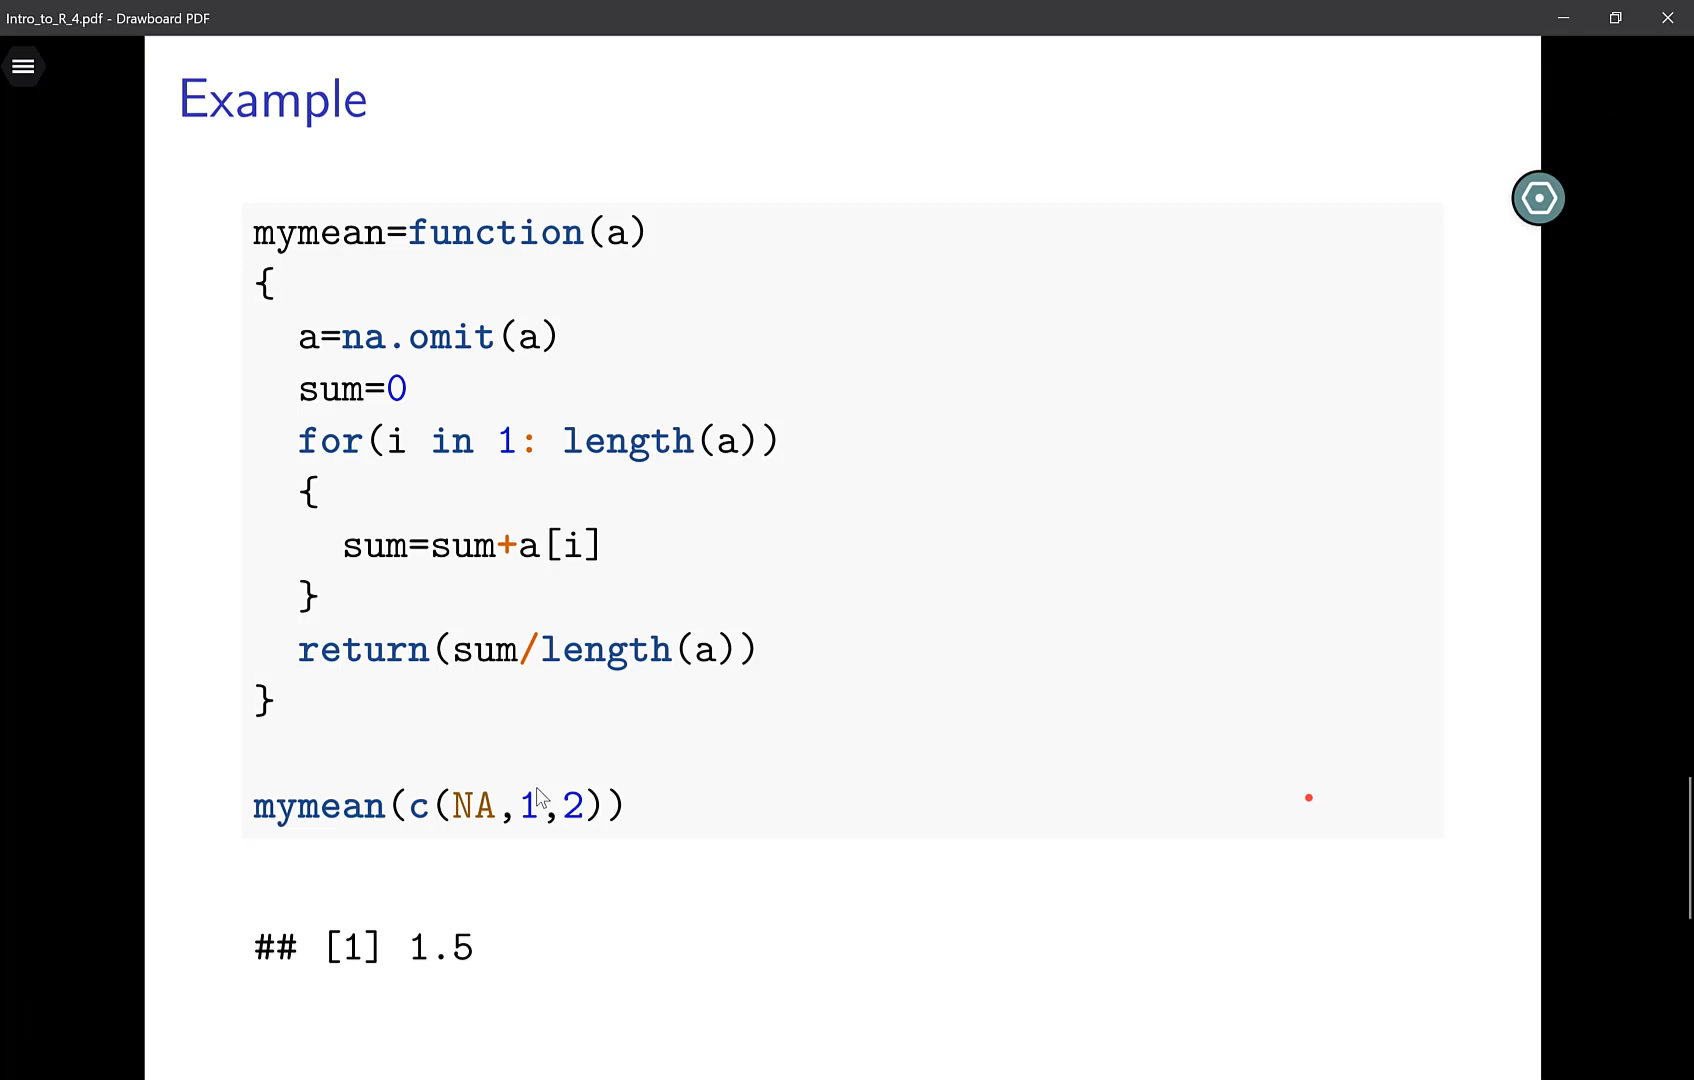 Intro_to_R_4.pdf - Drawboard PDF
Example
mymean=function(a)
{
  a=na.omit(a)
  sum=0
  for(i in 1: length(a))
  {
    sum=sum+a[i]
  }
  return(sum/length(a))
}
mymean(c(NA,1,2))
## [1] 1.5